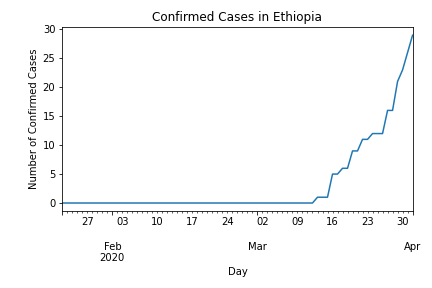 Confirmed Cases in Ethiopia
Number of Confirmed Cases
30
25
20
15
10
5
0
27 03 10 17 24 02 09 16 23 30
Feb Mar Apr
2020
Day